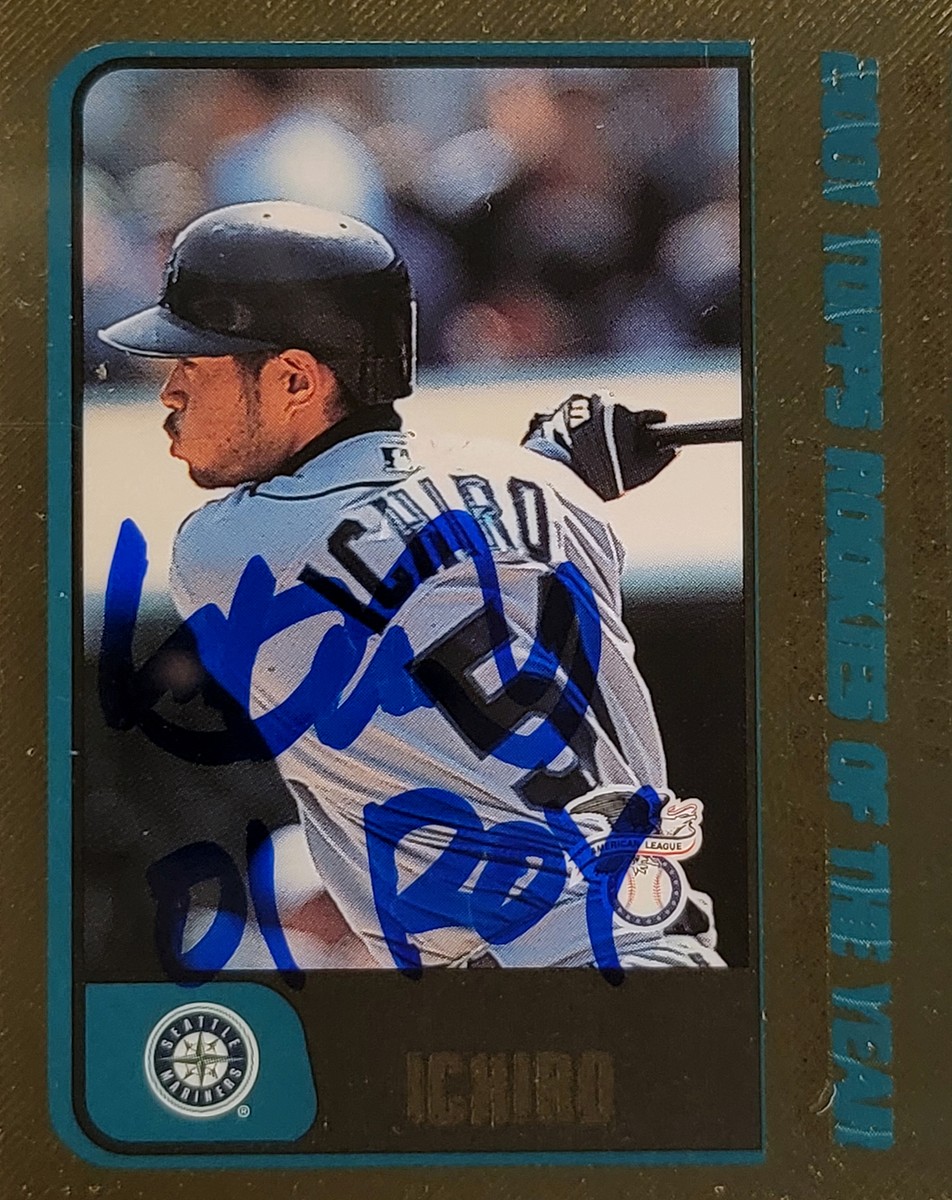 2001 TOPPS ROOKIES OF THE YEAR
ICHIRO
51
AMERICAN LEAGUE
01 ROY
SEATTLE
MARINERS
®
ICHIRO